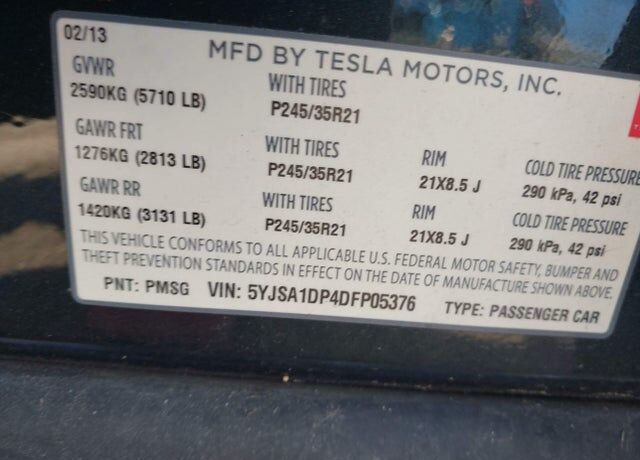 02/13
MFD BY TESLA MOTORS, INC.
GVWR
2590KG (5710 LB)
WITH TIRES
P245/35R21
GAWR FRT
1276KG (2813 LB)
WITH TIRES
P245/35R21
RIM
21X8.5 J
COLD TIRE PRESSURE
290 kPa, 42 psi
GAWR RR
1420KG (3131 LB)
WITH TIRES
P245/35R21
RIM
21X8.5 J
COLD TIRE PRESSURE
290 kPa, 42 psi
THIS VEHICLE CONFORMS TO ALL APPLICABLE U.S. FEDERAL MOTOR SAFETY, BUMPER AND
THEFT PREVENTION STANDARDS IN EFFECT ON THE DATE OF MANUFACTURE SHOWN ABOVE.
PNT: PMSG VIN: 5YJSA1DP4DFP05376 TYPE: PASSENGER CAR